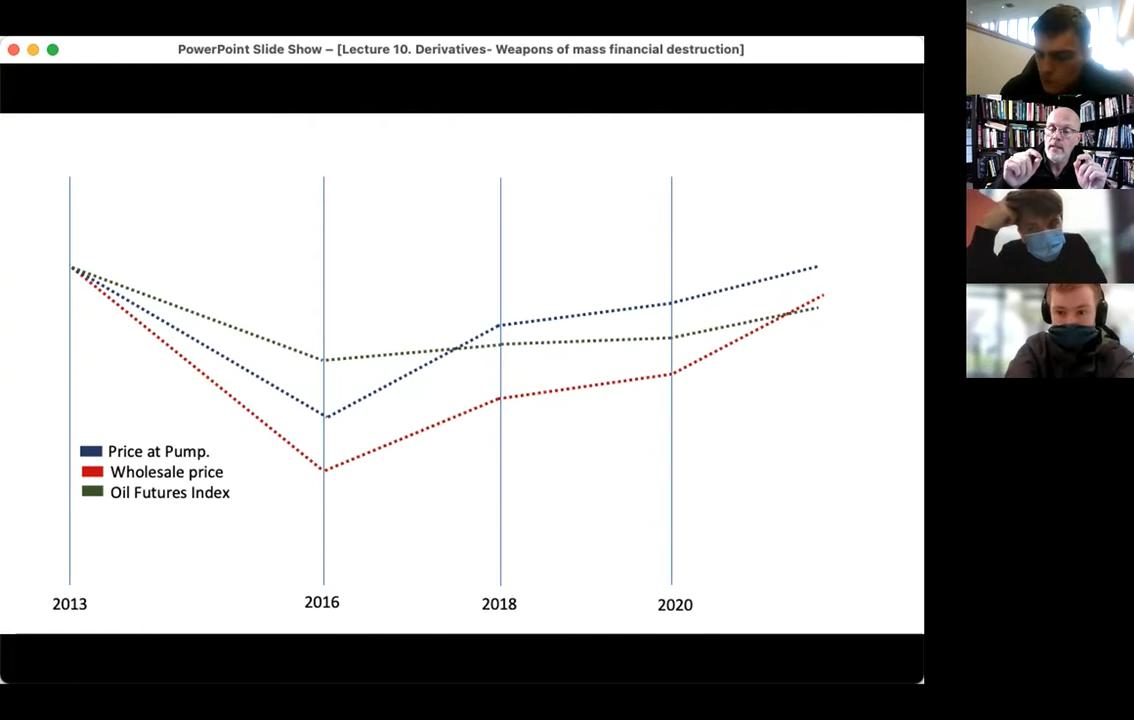 PowerPoint Slide Show – [Lecture 10. Derivatives- Weapons of mass financial destruction]
Price at Pump.
Wholesale price
Oil Futures Index
2013
2016
2018
2020